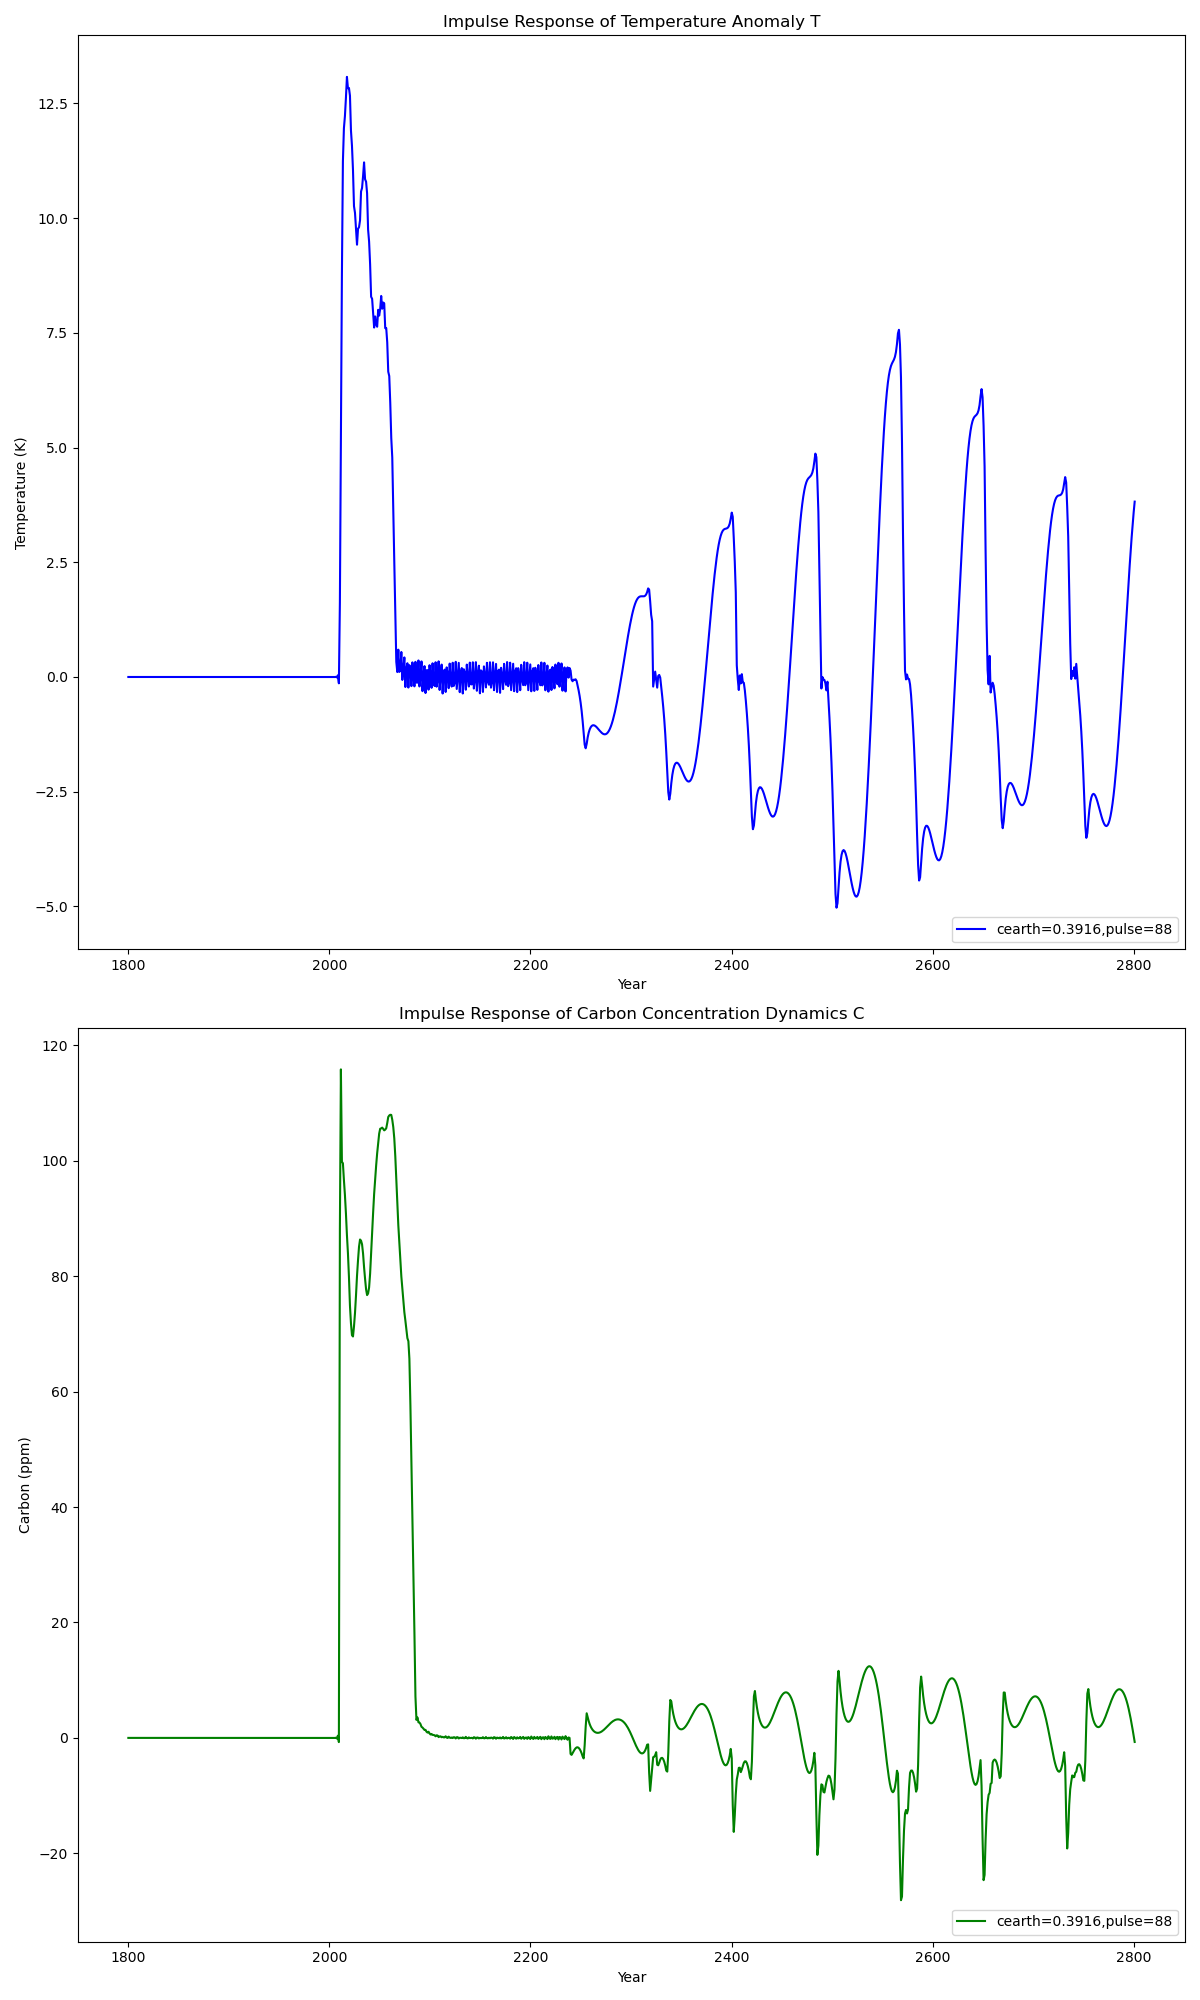 Impulse Response of Temperature Anomaly T
12.5
10.0
7.5
5.0
2.5
0.0
−2.5
−5.0
Temperature (K)
cearth=0.3916,pulse=88
1800 2000 2200 2400 2600 2800
Year
Impulse Response of Carbon Concentration Dynamics C
120
100
80
60
40
20
0
−20
Carbon (ppm)
cearth=0.3916,pulse=88
1800 2000 2200 2400 2600 2800
Year